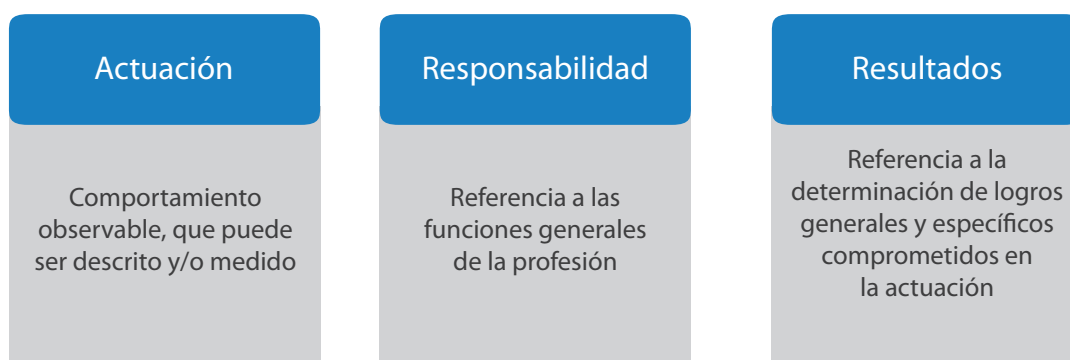 Actuación
Comportamiento
observable, que puede
ser descrito y/o medido
Responsabilidad
Referencia a las
funciones generales
de la profesión
Resultados
Referencia a la
determinación de logros
generales y específicos
comprometidos en
la actuación